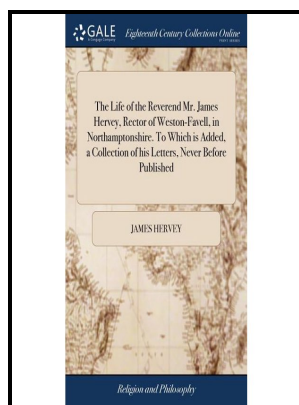 GALE
Eighteenth Century Collections Online
The Life of the Reverend Mr. James
Hervey, Rector of Weston-Favell, in
Northamptonshire. To Which is Added,
a Collection of his Letters, Never Before
Published
JAMES HERVEY
Religion and Philosophy